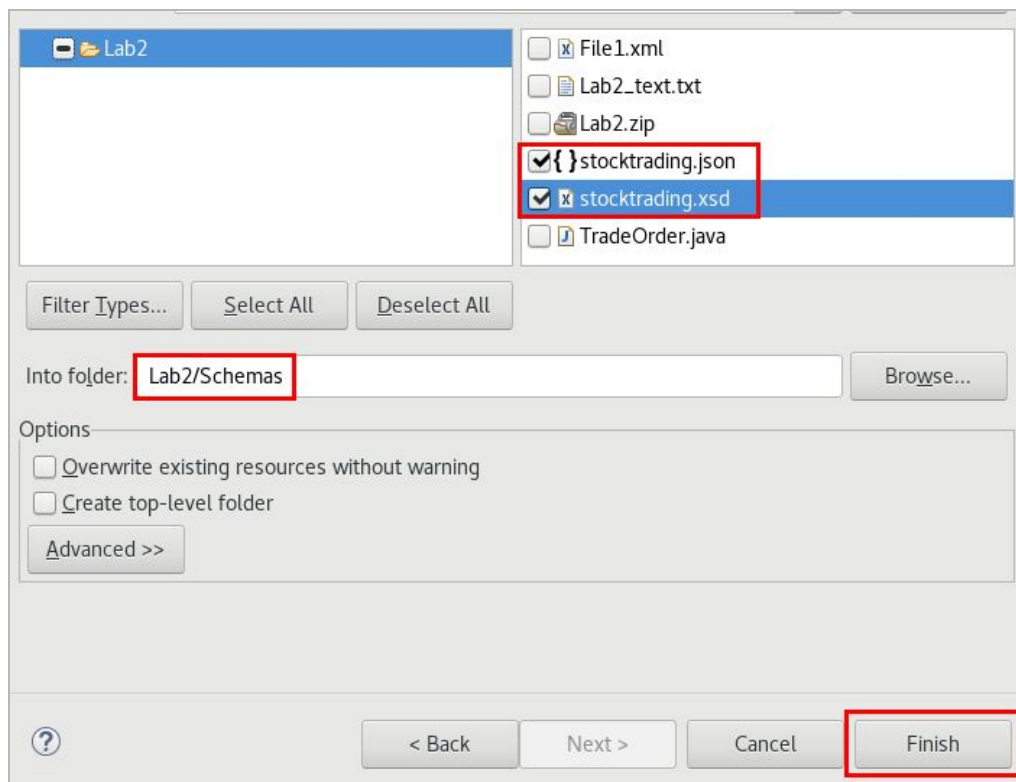 Lab2
File1.xml
Lab2_text.txt
Lab2.zip
{ } stocktrading.json
stocktrading.xsd
TradeOrder.java
Filter Types...
Select All
Deselect All
Into folder:
Lab2/Schemas
Browse...
Options
Overwrite existing resources without warning
Create top-level folder
Advanced >>
?
< Back
Next >
Cancel
Finish